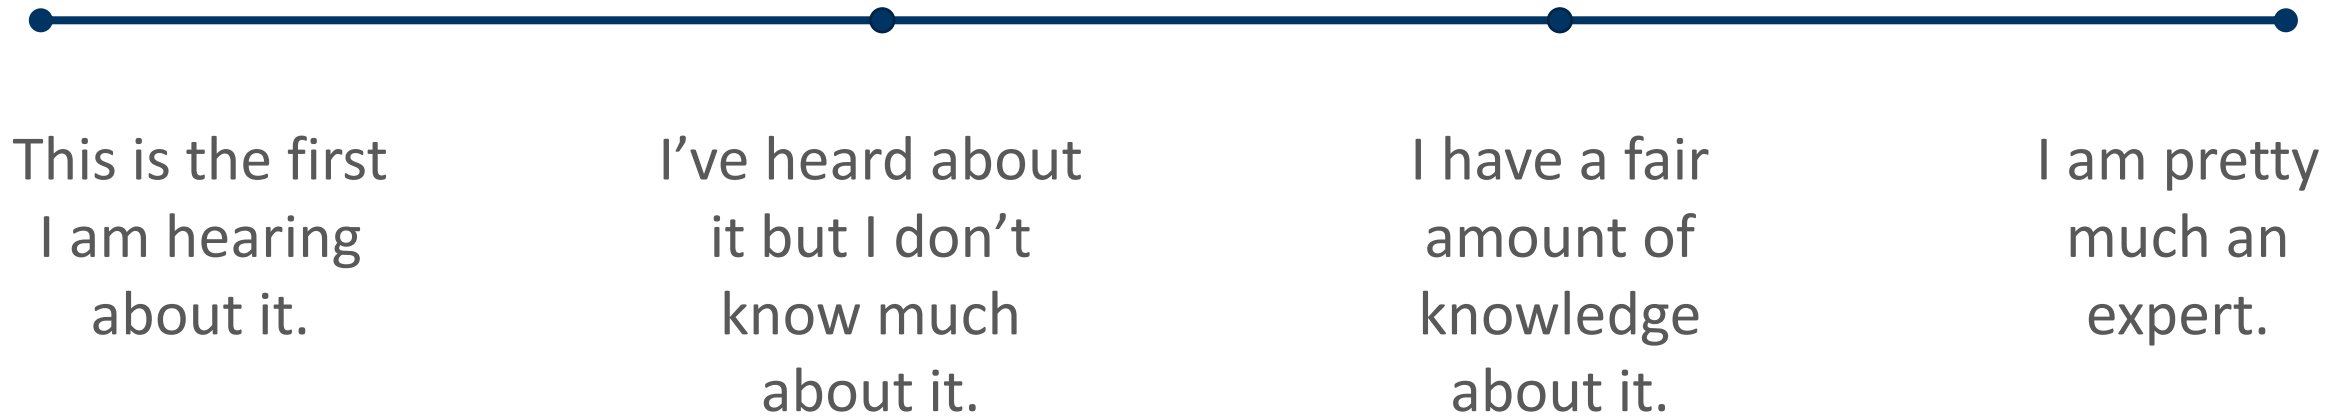 This is the first
I am hearing
about it.
I’ve heard about
it but I don’t
know much
about it.
I have a fair
amount of
knowledge
about it.
I am pretty
much an
expert.